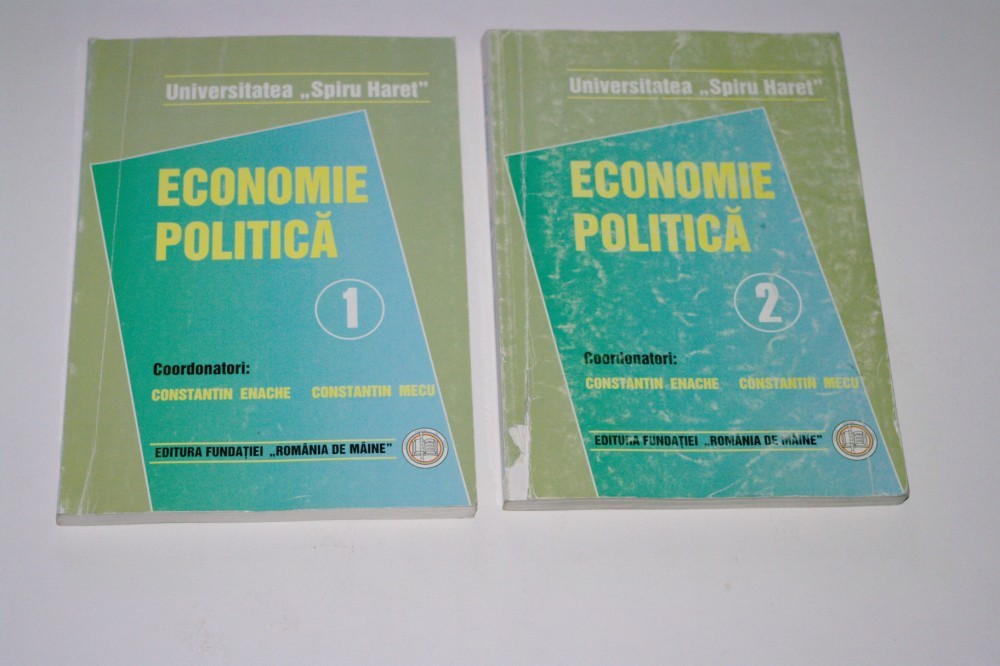 Universitatea „Spiru Haret”
ECONOMIE
POLITICĂ
1
Coordonatori:
CONSTANTIN ENACHE CONSTANTIN MECU
EDITURA FUNDAȚIEI „ROMÂNIA DE MÂINE”
Universitatea „Spiru Haret”
ECONOMIE
POLITICĂ
2
Coordonatori:
CONSTANTIN ENACHE CONSTANTIN MECU
EDITURA FUNDAȚIEI „ROMÂNIA DE MÂINE”